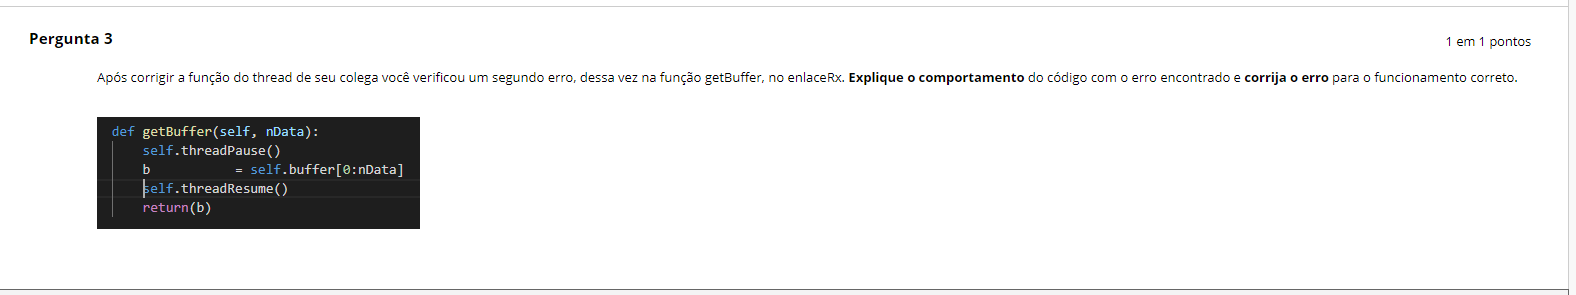 Pergunta 3
1 em 1 pontos
Após corrigir a função do thread de seu colega você verificou um segundo erro, dessa vez na função getBuffer, no enlaceRx. Explique o comportamento do código com o erro encontrado e corrija o erro para o funcionamento correto.
def getBuffer(self, nData):
    self.threadPause()
    b           = self.buffer[0:nData]
    self.threadResume()
    return(b)